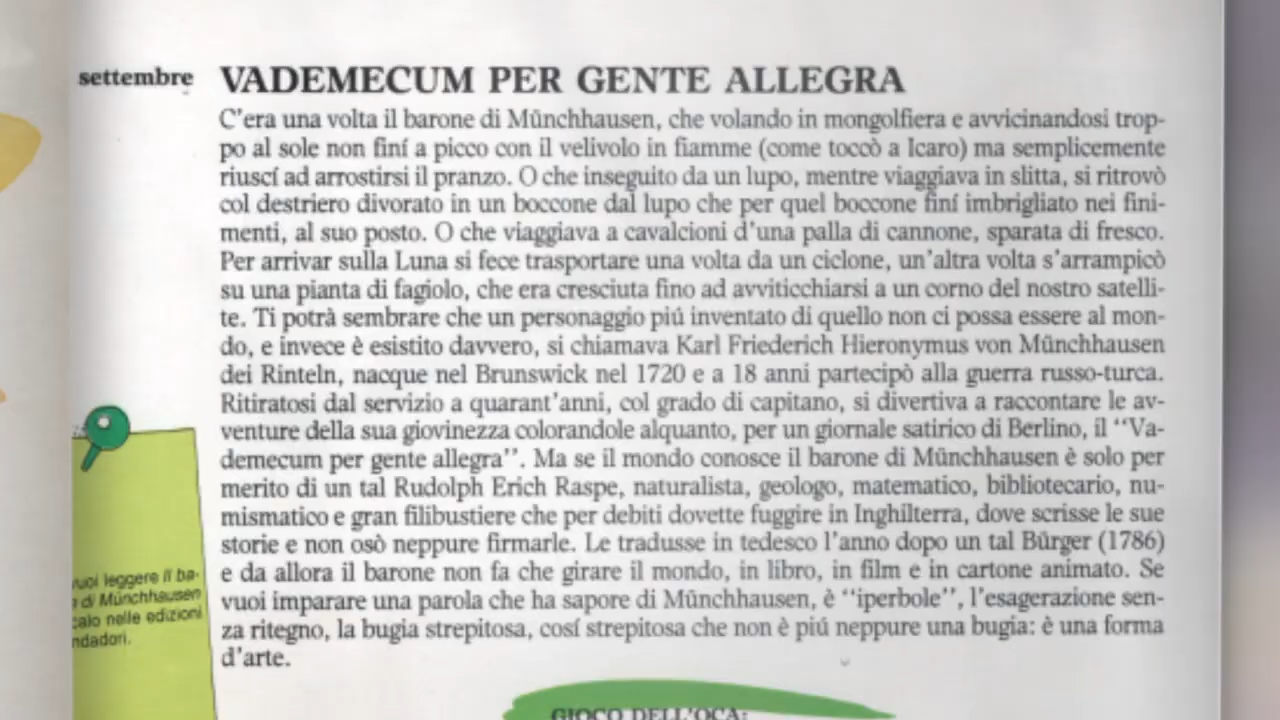 settembre
VADEMECUM PER GENTE ALLEGRA
C'era una volta il barone di Münchhausen, che volando in mongolfiera e avvicinandosi trop-
po al sole non finí a picco con il velivolo in fiamme (come toccò a Icaro) ma semplicemente
riuscí ad arrostirsi il pranzo. O che inseguito da un lupo, mentre viaggiava in slitta, si ritrovò
col destriero divorato in un boccone dal lupo che per quel boccone finí imbrigliato nei fini-
menti, al suo posto. O che viaggiava a cavalcioni d'una palla di cannone, sparata di fresco.
Per arrivar sulla Luna si fece trasportare una volta da un ciclone, un'altra volta s'arrampicò
su una pianta di fagiolo, che era cresciuta fino ad avviticchiarsi a un corno del nostro satelli-
te. Ti potrà sembrare che un personaggio piú inventato di quello non ci possa essere al mon-
do, e invece è esistito davvero, si chiamava Karl Friederich Hieronymus von Münchhausen
dei Rinteln, nacque nel Brunswick nel 1720 e a 18 anni partecipò alla guerra russo-turca.
Ritiratosi dal servizio a quarant'anni, col grado di capitano, si divertiva a raccontare le av-
venture della sua giovinezza colorandole alquanto, per un giornale satirico di Berlino, il "Va-
demecum per gente allegra". Ma se il mondo conosce il barone di Münchhausen è solo per
merito di un tal Rudolph Erich Raspe, naturalista, geologo, matematico, bibliotecario, nu-
mismatico e gran filibustiere che per debiti dovette fuggire in Inghilterra, dove scrisse le sue
storie e non osò neppure firmarle. Le tradusse in tedesco l'anno dopo un tal Bürger (1786)
e da allora il barone non fa che girare il mondo, in libro, in film e in cartone animato. Se
vuoi imparare una parola che ha sapore di Münchhausen, è "iperbole", l'esagerazione sen-
za ritegno, la bugia strepitosa, cosí strepitosa che non è piú neppure una bugia: è una forma
d'arte.
vuoi leggere il ba-
di Münchhausen
calo nelle edizioni
ndadori.
GIOCO DELL'OCA: